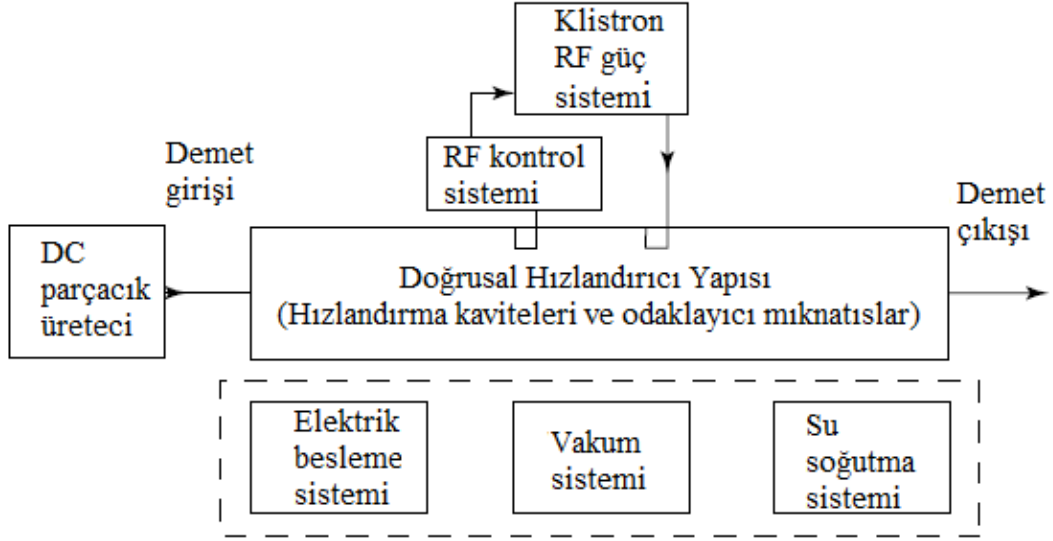 Klistron
RF güç
sistemi
RF kontrol
sistemi
Demet
girişi
Demet
çıkışı
DC
parçacık
üreteci
Doğrusal Hızlandırıcı Yapısı
(Hızlandırma kaviteleri ve odaklayıcı mıknatıslar)
Elektrik
besleme
sistemi
Vakum
sistemi
Su
soğutma
sistemi